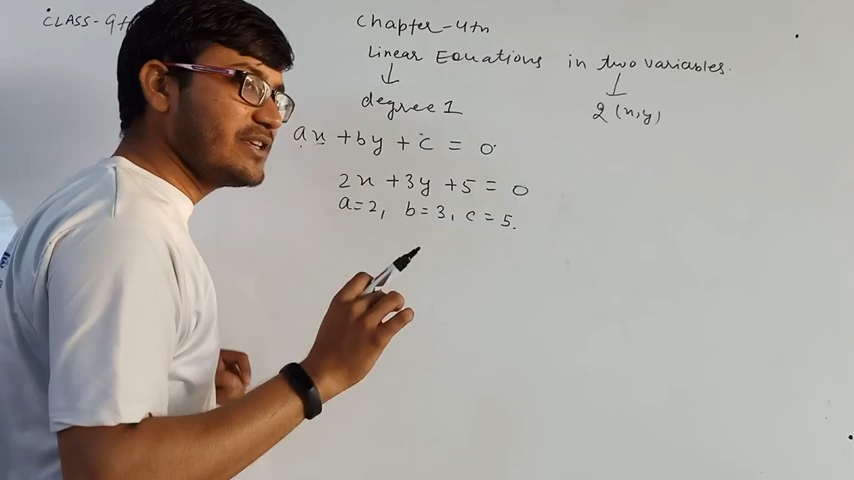 CLASS-9th
Chapter-4th
Linear Equations in two variables.
degree 1
2 (x,y)
ax + by + c = 0
2x + 3y + 5 = 0
a=2, b=3, c=5.